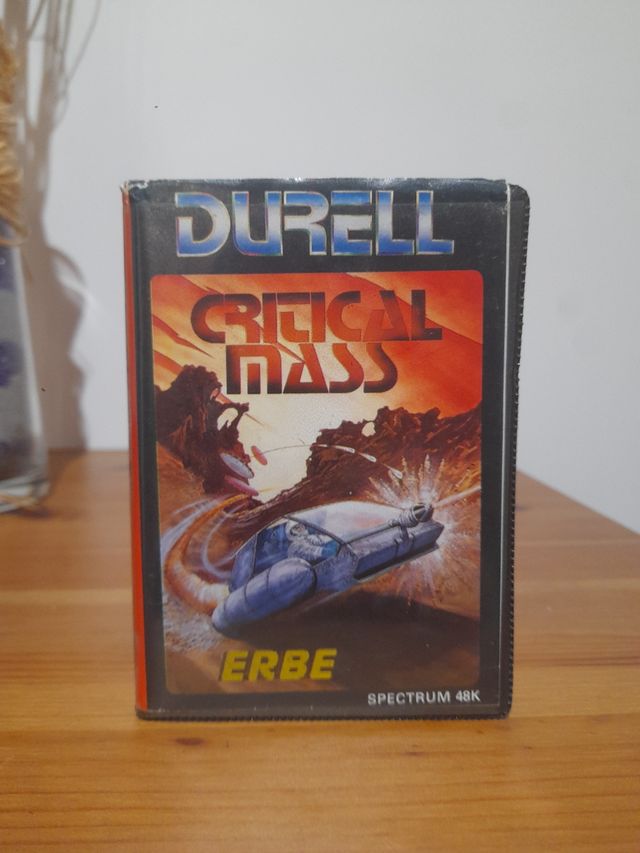 DURELL
CRITICAL
MASS
ERBE
SPECTRUM 48K